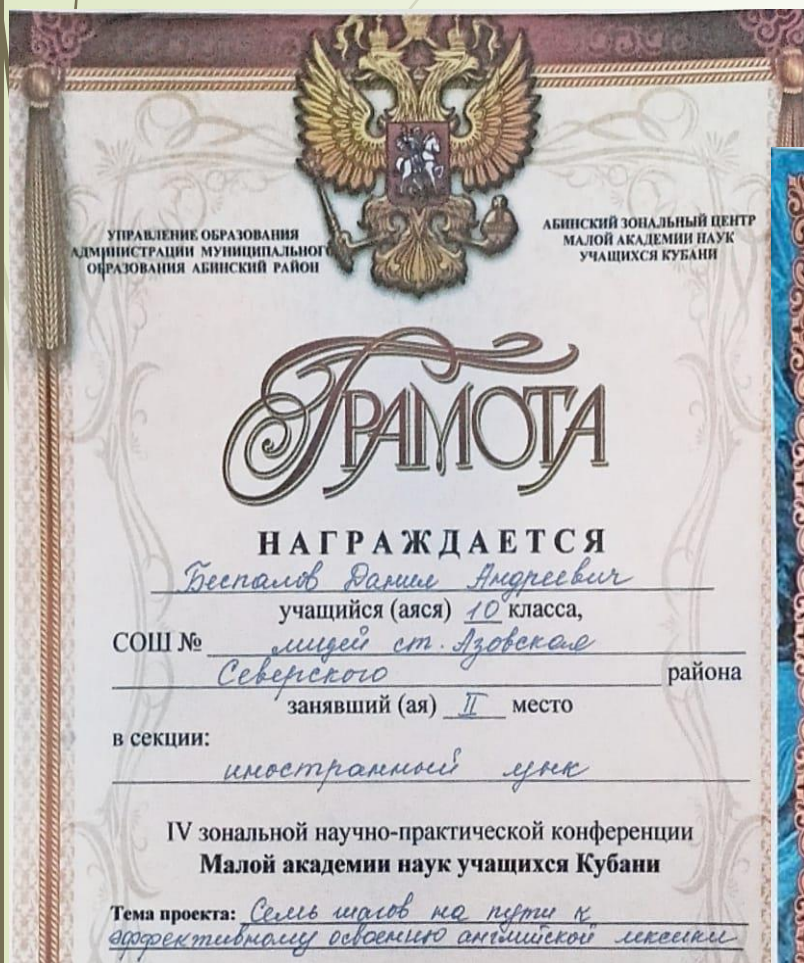 УПРАВЛЕНИЕ ОБРАЗОВАНИЯ
АДМИНИСТРАЦИИ МУНИЦИПАЛЬНОГО
ОБРАЗОВАНИЯ АБИНСКИЙ РАЙОН
АБИНСКИЙ ЗОНАЛЬНЫЙ ЦЕНТР
МАЛОЙ АКАДЕМИИ НАУК
УЧАЩИХСЯ КУБАНИ
ГРАМОТА
НАГРАЖДАЕТСЯ
Беспалов Данил Андреевич
учащийся (аяся) 10 класса,
СОШ № лицей ст. Азовская
Северского района
занявший (ая) II место
в секции:
иностранный язык
IV зональной научно-практической конференции
Малой академии наук учащихся Кубани
Тема проекта: Семь шагов на пути к
эффективному освоению английской лексики